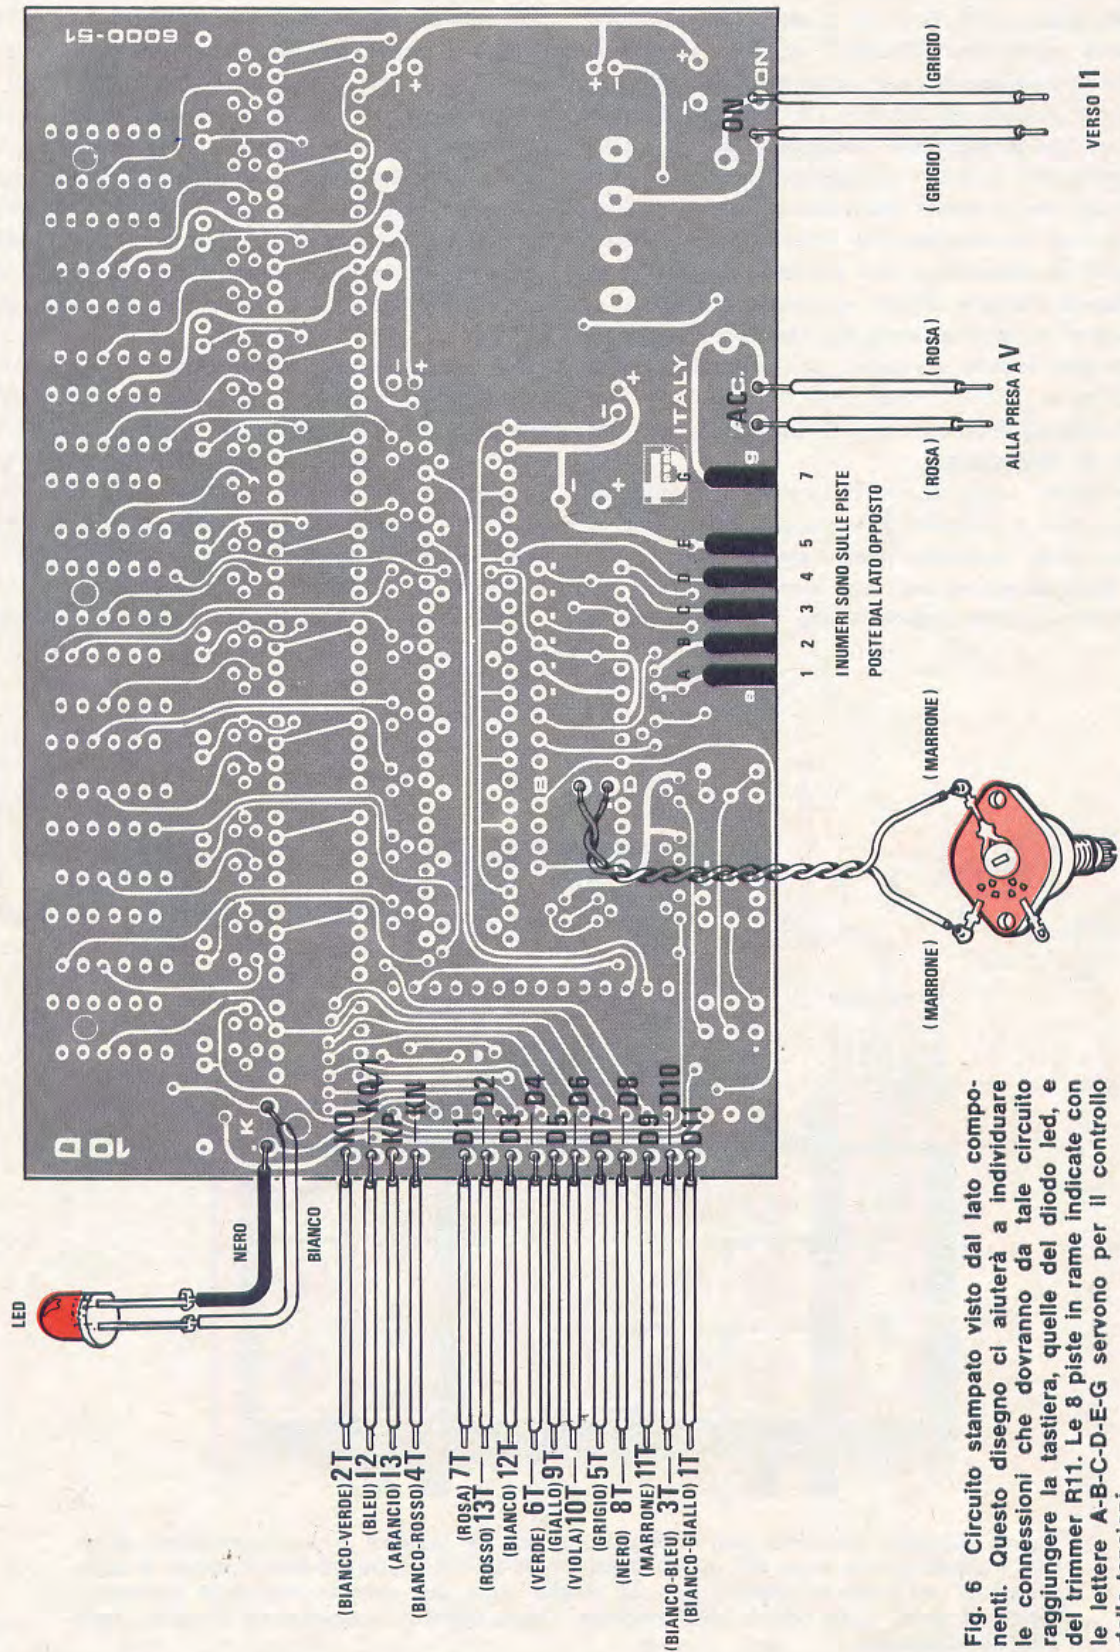 LED
NERO
BIANCO
10 D
K
6000-51
(BIANCO-VERDE) 2T KO
(BLEU) I2 KQ/1
(ARANCIO) I3 KP
(BIANCO-ROSSO) 4T KN
(ROSA) 7T D1
(ROSSO) 13T D2
(BIANCO) 12T D3
(VERDE) 6T D4
(GIALLO) 9T D5
(VIOLA) 10T D6
(GRIGIO) 5T D7
(NERO) 8T D8
(MARRONE) 11T D9
(BIANCO-BLEU) 3T D10
(BIANCO-GIALLO) 1T D11
B
D
(MARRONE)
(MARRONE)
ITALY
A B C D E G
a g
1 2 3 4 5 7
I NUMERI SONO SULLE PISTE
POSTE DAL LATO OPPOSTO
AC
A.C.
(ROSA) (ROSA)
ALLA PRESA A V
ON
ON
(GRIGIO) (GRIGIO)
VERSO I1
Fig. 6 Circuito stampato visto dal lato compo-
nenti. Questo disegno ci aiuterà a individuare
le connessioni che dovranno da tale circuito
raggiungere la tastiera, quelle del diodo led, e
del trimmer R11. Le 8 piste in rame indicate con
le lettere A-B-C-D-E-G servono per il controllo